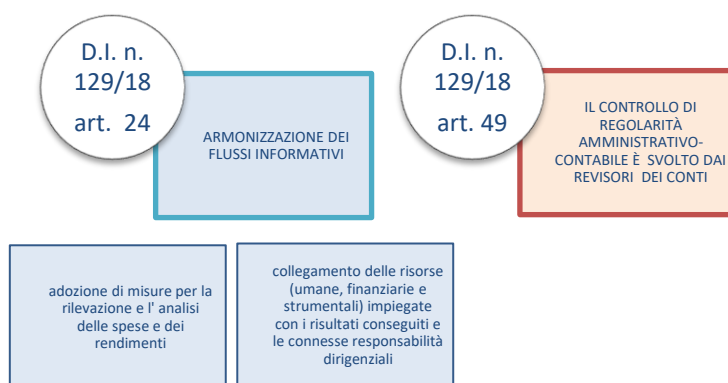 D.I. n.
129/18
art. 24
ARMONIZZAZIONE DEI
FLUSSI INFORMATIVI
D.I. n.
129/18
art. 49
IL CONTROLLO DI
REGOLARITÀ
AMMINISTRATIVO-
CONTABILE È SVOLTO DAI
REVISORI DEI CONTI
adozione di misure per la
rilevazione e l' analisi
delle spese e dei
rendimenti
collegamento delle risorse
(umane, finanziarie e
strumentali) impiegate
con i risultati conseguiti e
le connesse responsabilità
dirigenziali